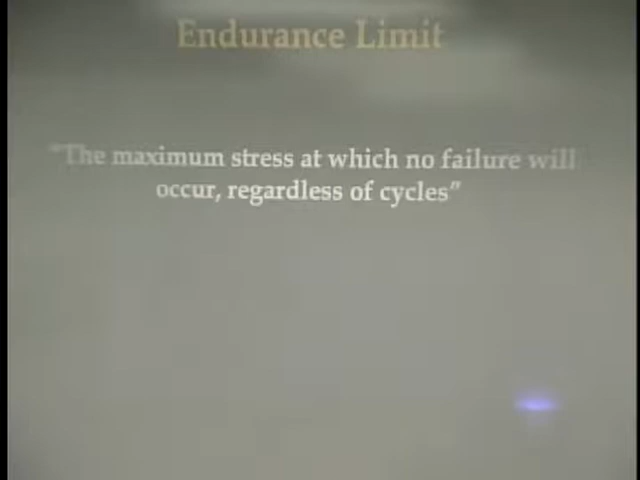 Endurance Limit
"The maximum stress at which no failure will
occur, regardless of cycles"